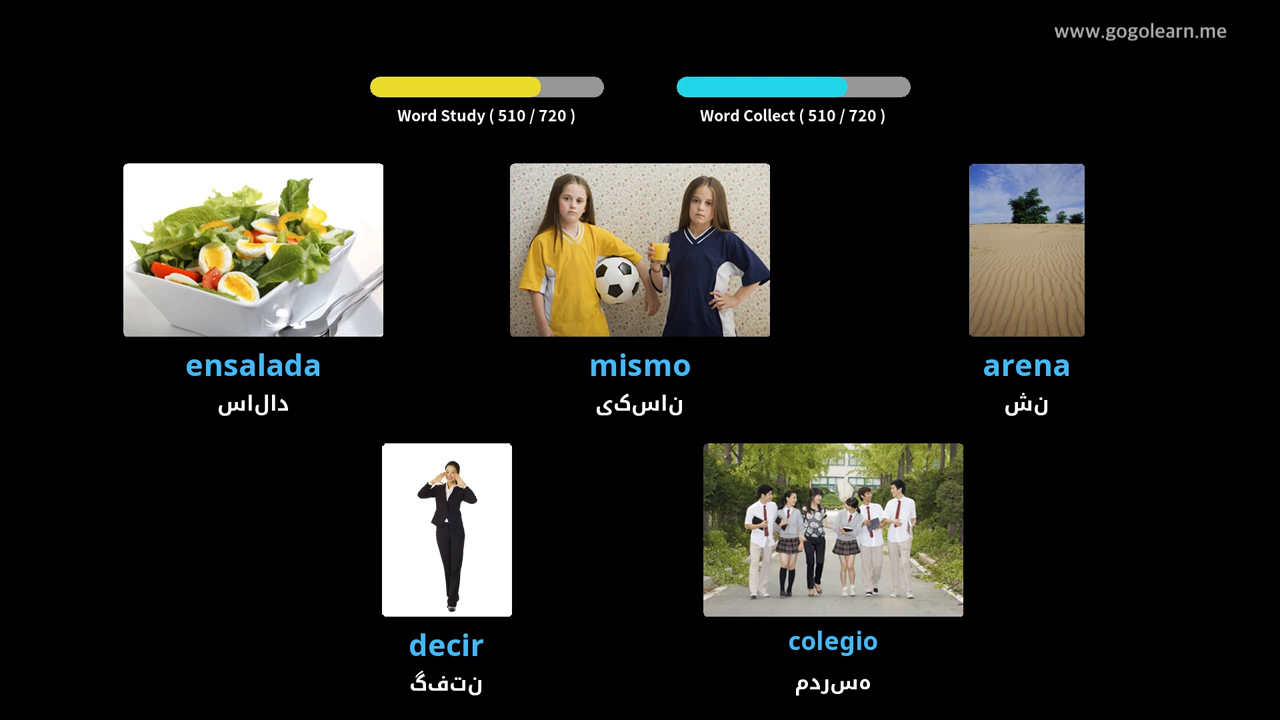 www.gogolearn.me
Word Study ( 510 / 720 )
Word Collect ( 510 / 720 )
ensalada
دالاس
mismo
ناسکی
arena
نش
decir
نتفگ
colegio
هسردم